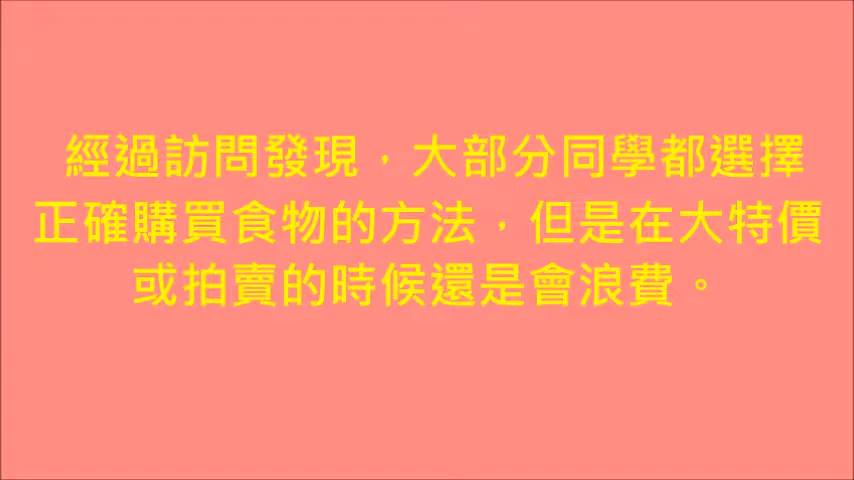 經過訪問發現，大部分同學都選擇
正確購買食物的方法，但是在大特價
或拍賣的時候還是會浪費。